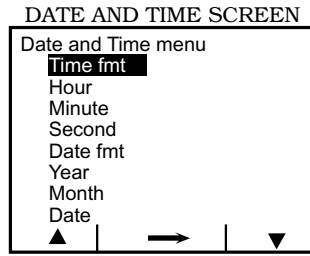 DATE AND TIME SCREEN
Date and Time menu
Time fmt
Hour
Minute
Second
Date fmt
Year
Month
Date